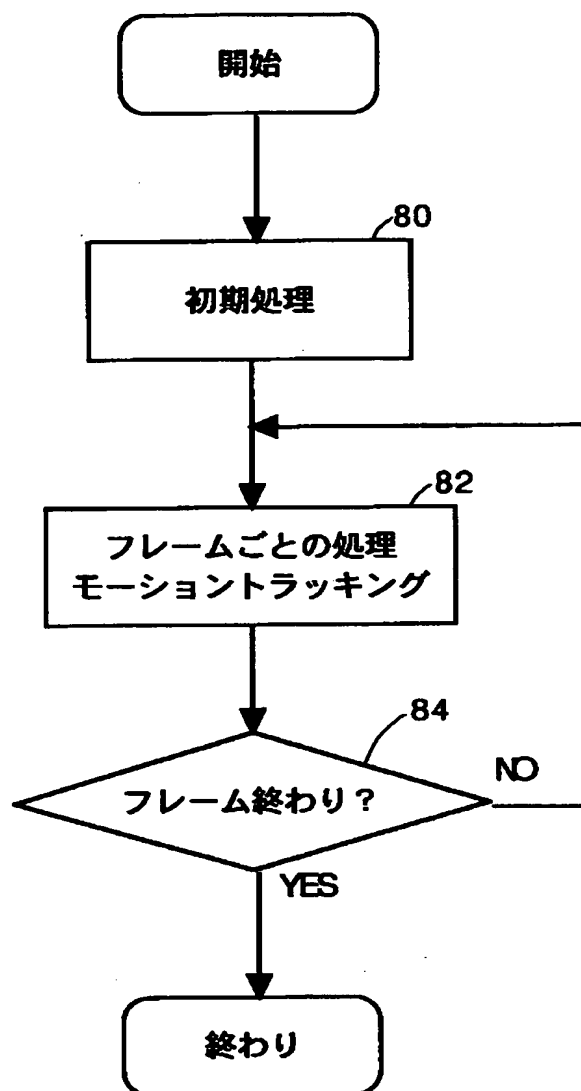 開始
80
初期処理
82
フレームごとの処理
モーショントラッキング
84
フレーム終わり？
NO
YES
終わり